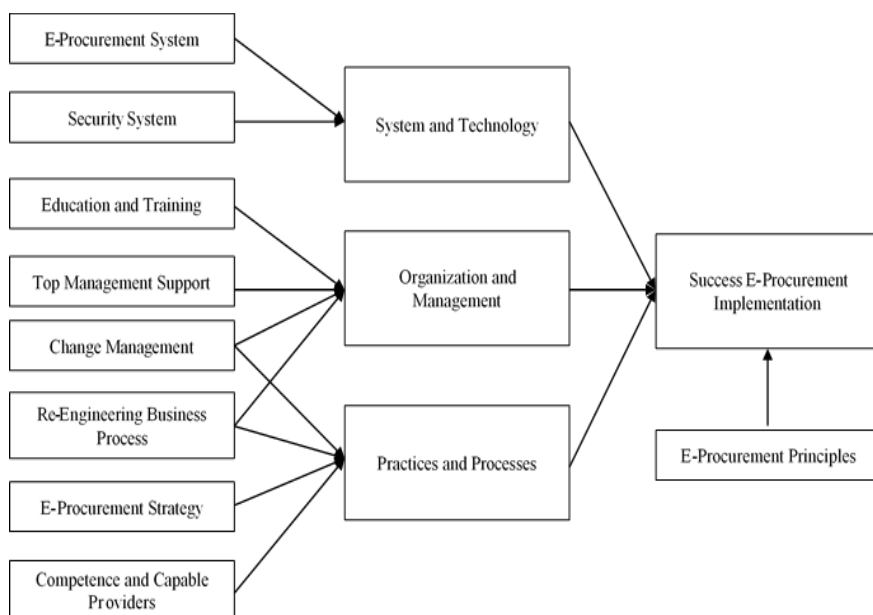 E-Procurement System
Security System
Education and Training
Top Management Support
Change Management
Re-Engineering Business
Process
E-Procurement Strategy
Competence and Capable
Providers
System and Technology
Organization and
Management
Practices and Processes
Success E-Procurement
Implementation
E-Procurement Principles